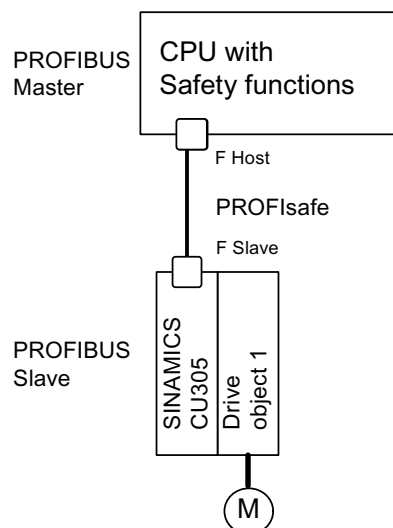 PROFIBUS
Master
CPU with
Safety functions
F Host
PROFIsafe
F Slave
PROFIBUS
Slave
SINAMICS
CU305
Drive
object 1
M